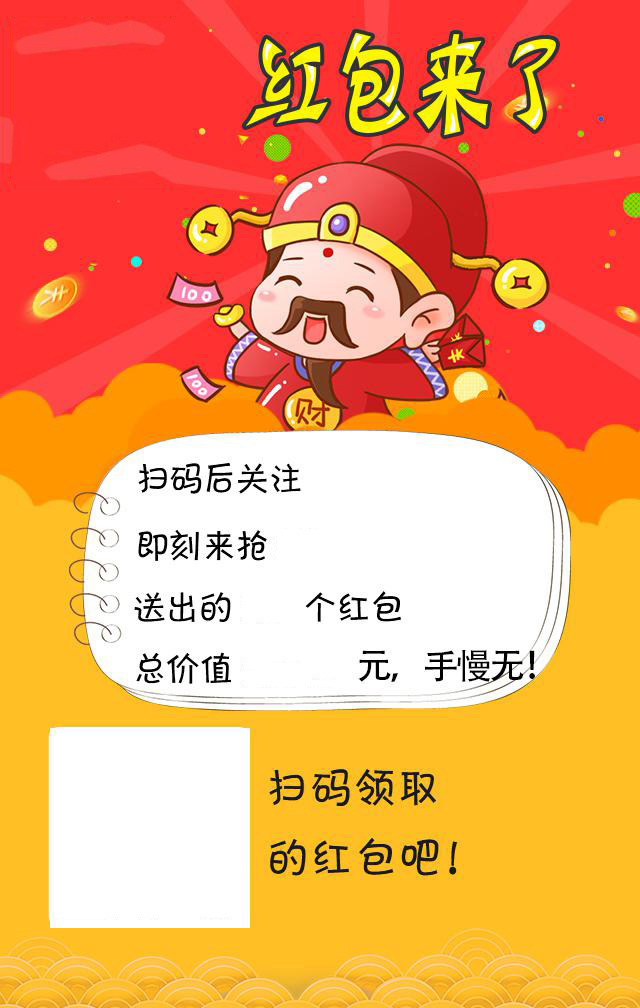 红包来了
100
100
财
扫码后关注
即刻来抢
送出的 个红包
总价值 元，手慢无！
扫码领取
的红包吧！